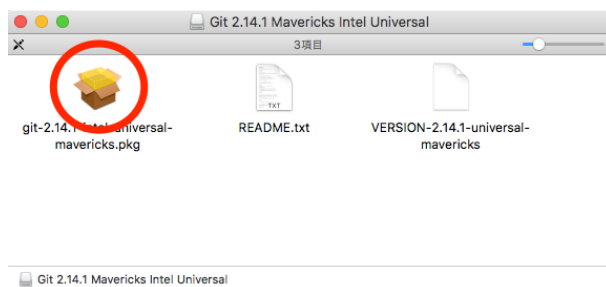 Git 2.14.1 Mavericks Intel Universal
3項目
git-2.14.1-intel-universal-
mavericks.pkg
TXT
README.txt
VERSION-2.14.1-universal-
mavericks
Git 2.14.1 Mavericks Intel Universal